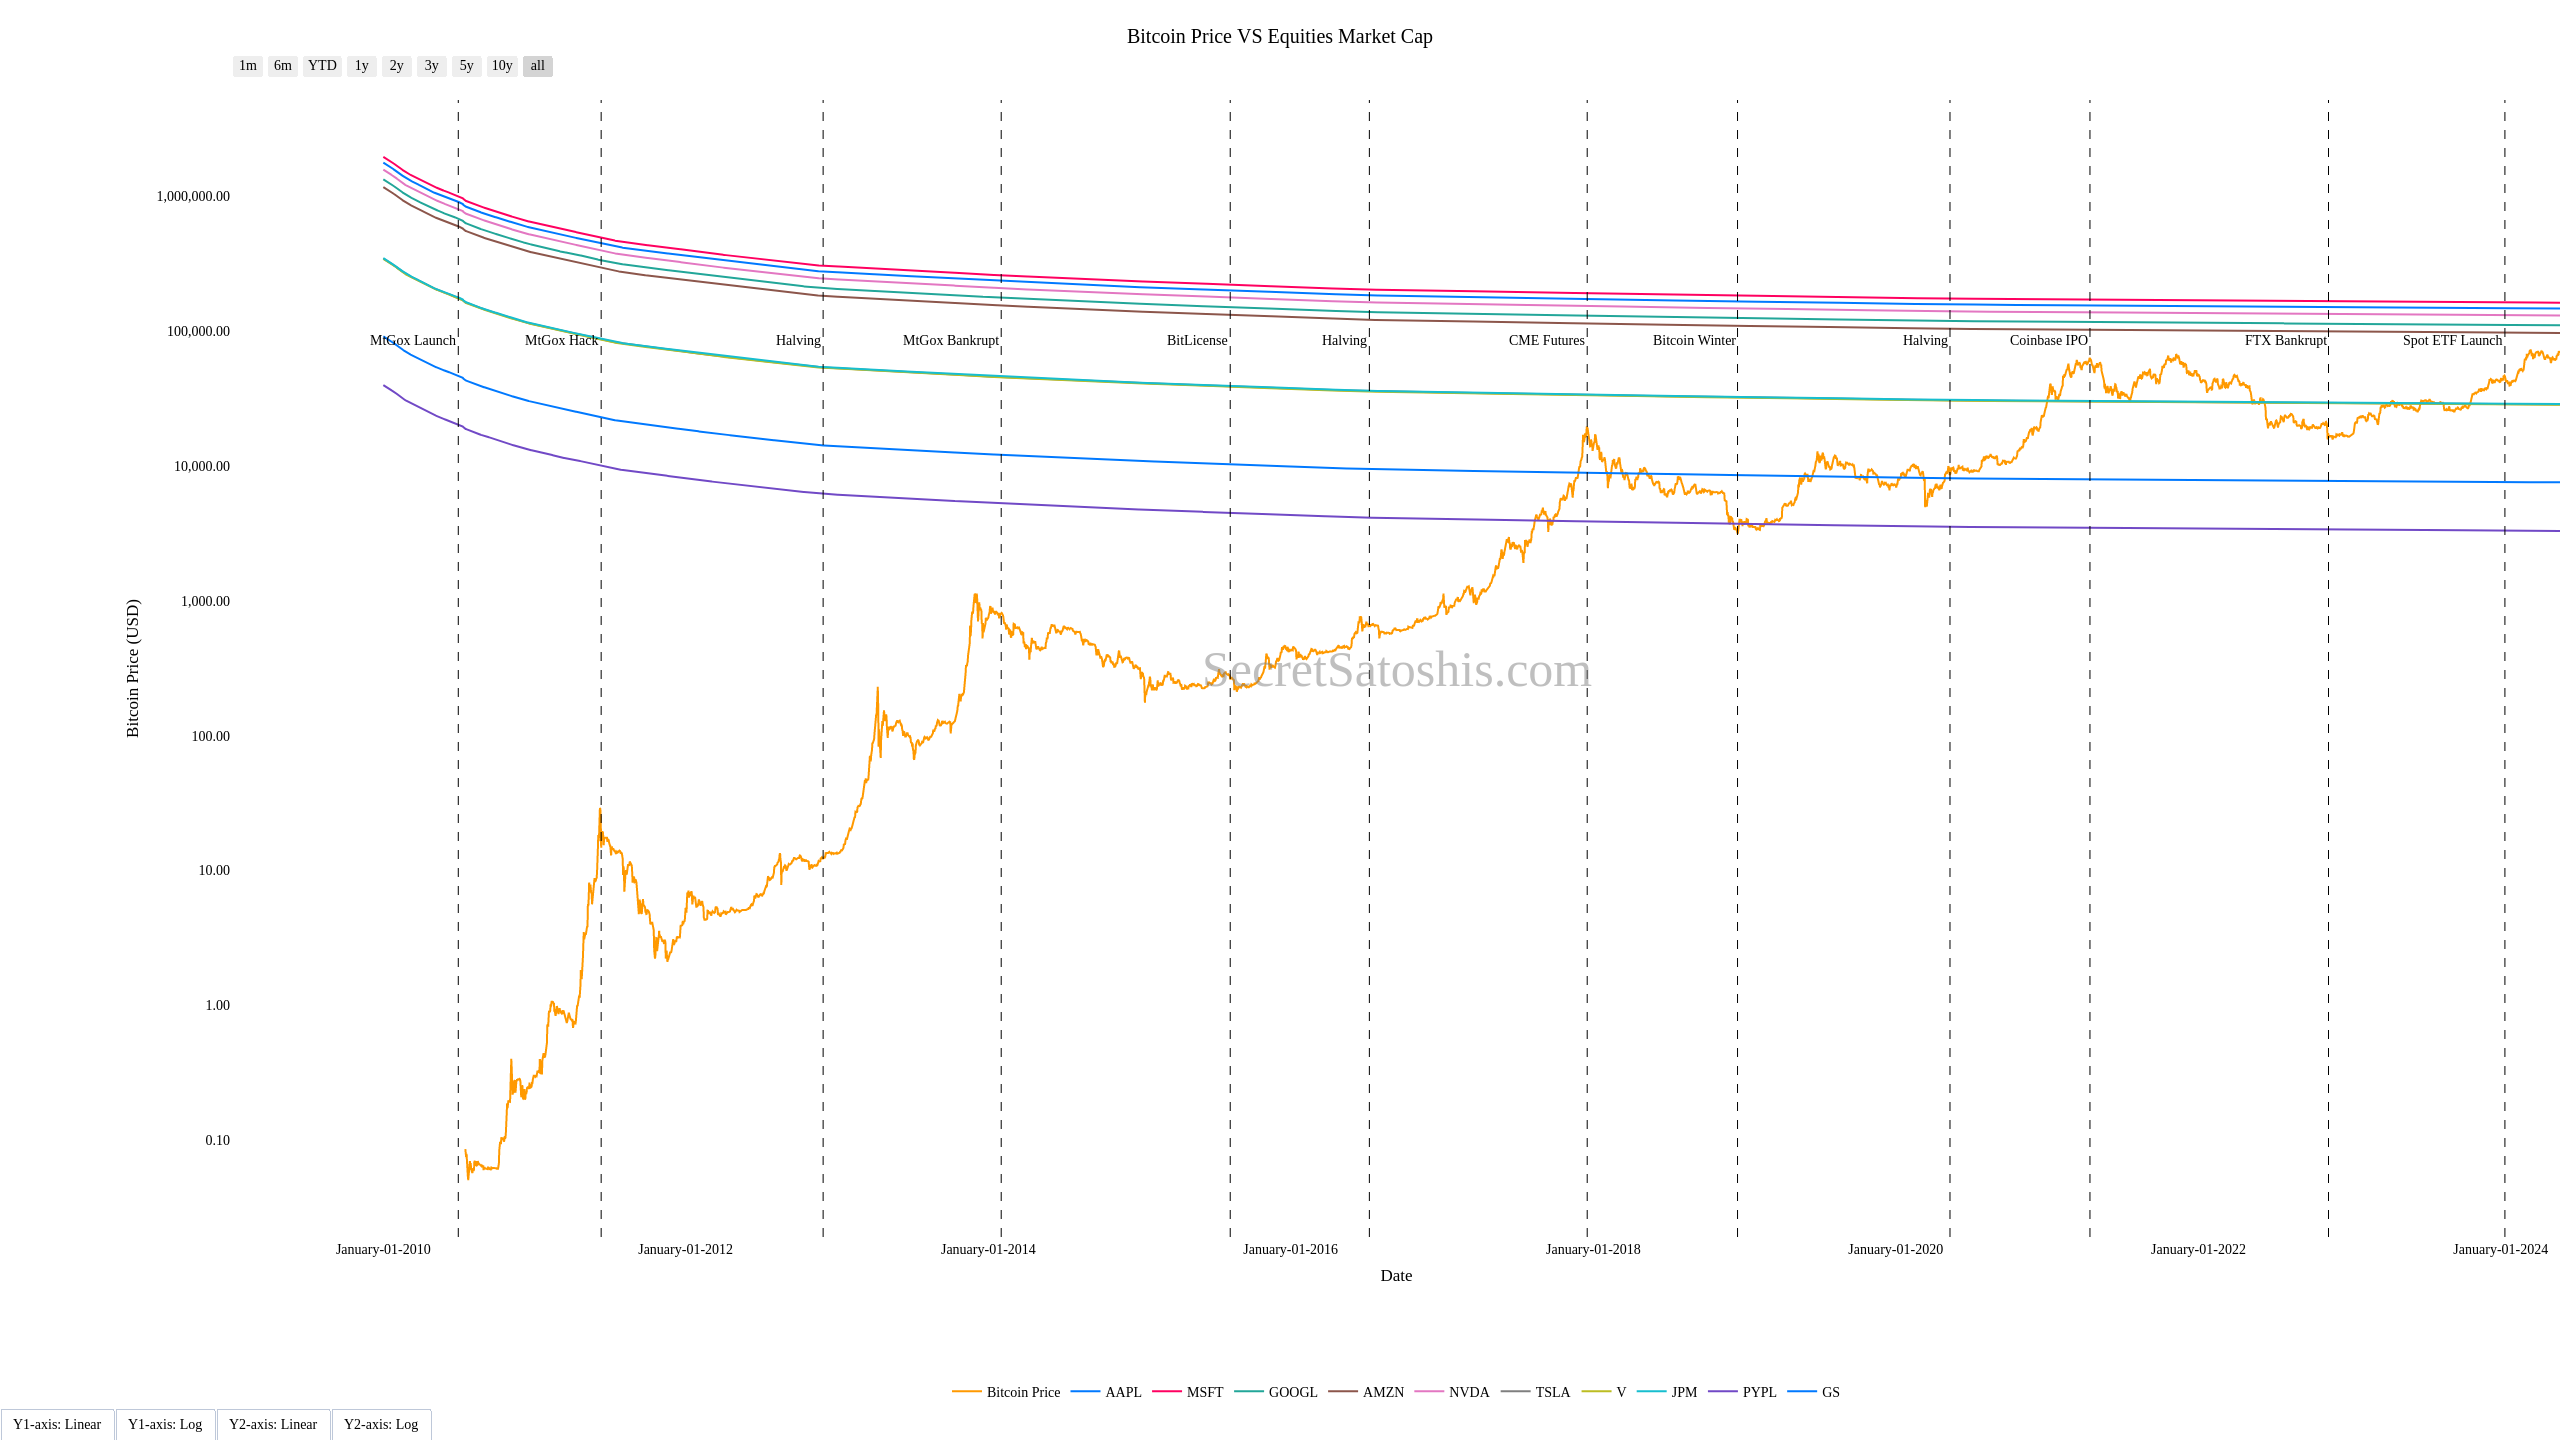 Bitcoin Price VS Equities Market Cap
1m 6m YTD 1y 2y 3y 5y 10y all
1,000,000.00
100,000.00
MtGox Launch MtGox Hack Halving MtGox Bankrupt BitLicense Halving CME Futures Bitcoin Winter Halving Coinbase IPO FTX Bankrupt Spot ETF Launch
10,000.00
1,000.00
Bitcoin Price (USD)
SecretSatoshis.com
100.00
10.00
1.00
0.10
January-01-2010 January-01-2012 January-01-2014 January-01-2016 January-01-2018 January-01-2020 January-01-2022 January-01-2024
Date
Bitcoin Price AAPL MSFT GOOGL AMZN NVDA TSLA V JPM PYPL GS
Y1-axis: Linear Y1-axis: Log Y2-axis: Linear Y2-axis: Log